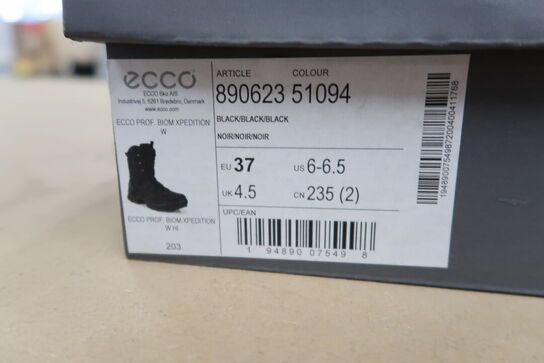 ecco
ECCO Sko A/S
Industrivej 5, 6261 Bredebro, Denmark
www.ecco.com
ECCO PROF. BIOM XPEDITION
W
ECCO PROF. BIOM XPEDITION
W HI
203
ARTICLE COLOUR
890623 51094
BLACK/BLACK/BLACK
NOIR/NOIR/NOIR
EU 37 US 6-6.5
UK 4.5 CN 235 (2)
UPC/EAN
1 94890 07549 8